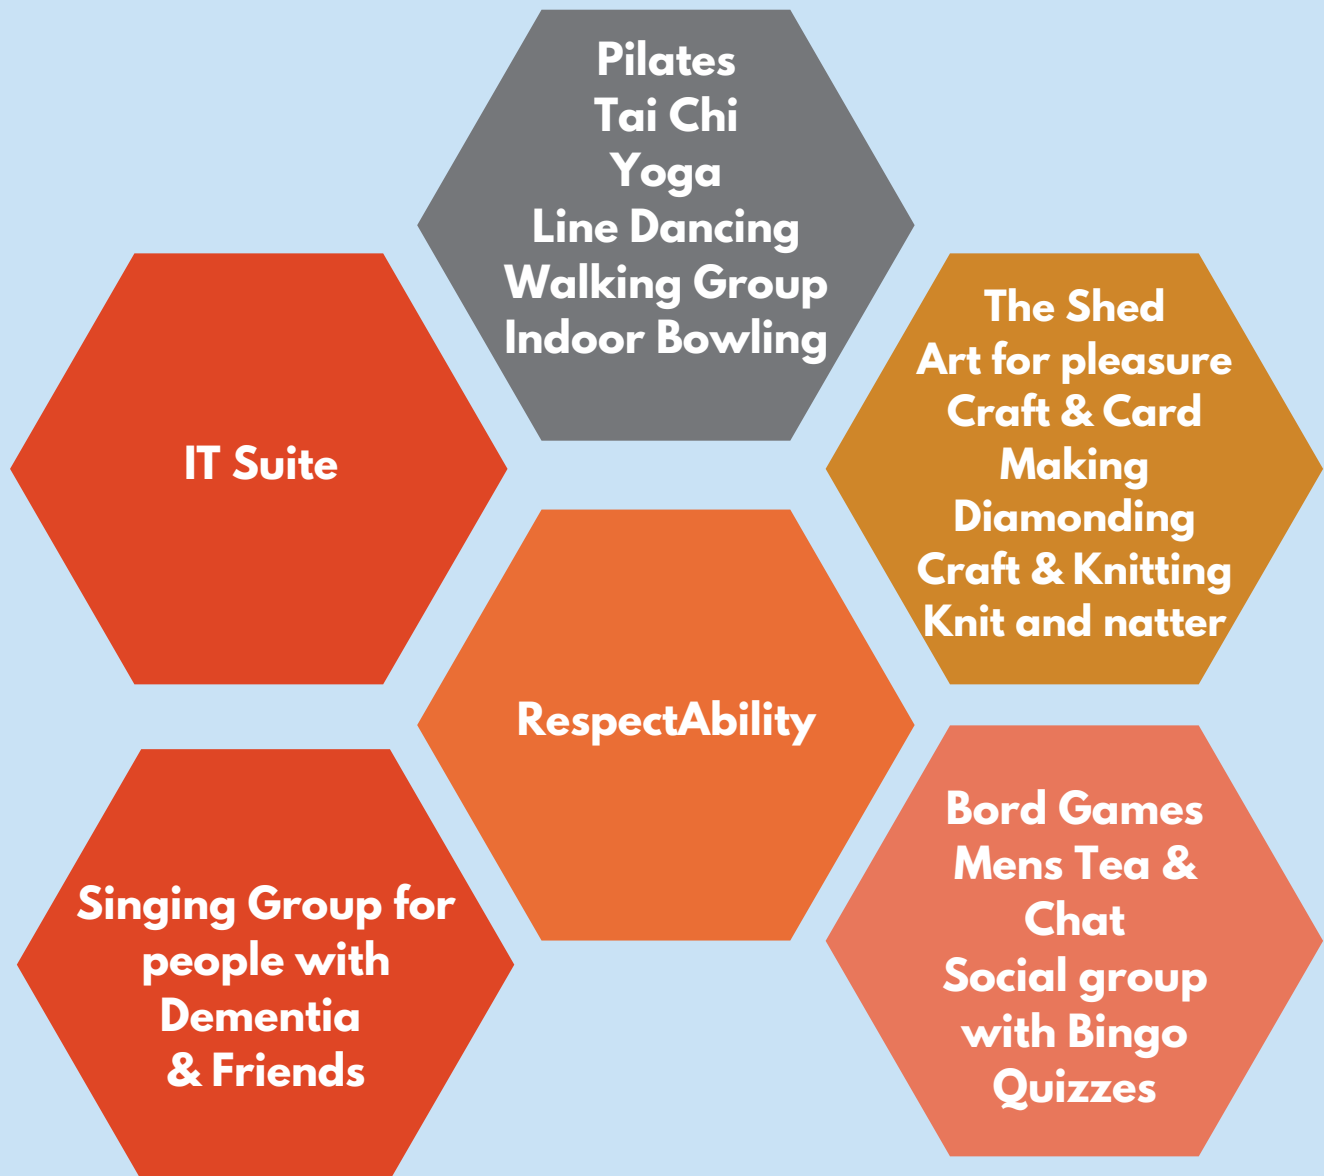 Pilates
Tai Chi
Yoga
Line Dancing
Walking Group
Indoor Bowling
IT Suite
The Shed
Art for pleasure
Craft & Card
Making
Diamonding
Craft & Knitting
Knit and natter
RespectAbility
Singing Group for
people with
Dementia
& Friends
Bord Games
Mens Tea &
Chat
Social group
with Bingo
Quizzes